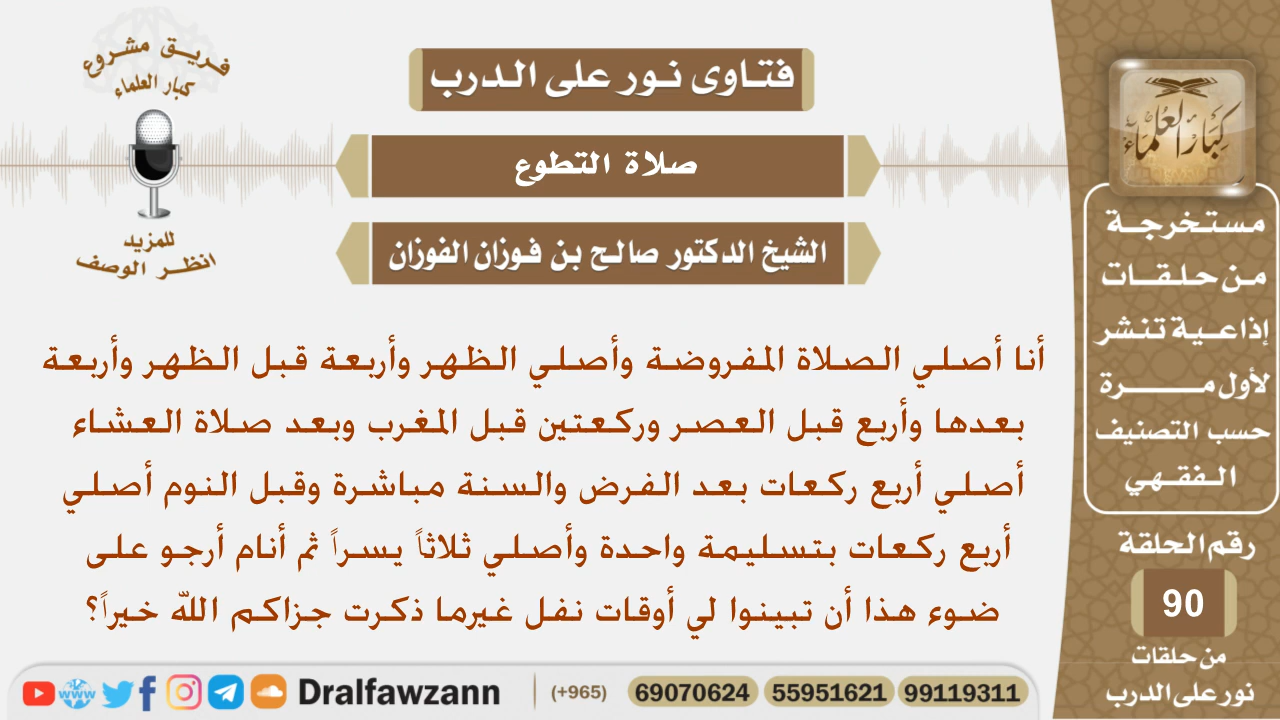 فريق مشروع
كبار العلماء
للمزيد
انظر الوصف
فتاوى نور على الدرب
صلاة التطوع
الشيخ الدكتور صالح بن فوزان الفوزان
أنا أصلي الصلاة المفروضة وأصلي الظهر وأربعة قبل الظهر وأربعة
بعدها وأربع قبل العصر وركعتين قبل المغرب وبعد صلاة العشاء
أصلي أربع ركعات بعد الفرض والسنة مباشرة وقبل النوم أصلي
أربع ركعات بتسليمة واحدة وأصلي ثلاثاً يسراً ثم أنام أرجو على
ضوء هذا أن تبينوا لي أوقات نفل غيرما ذكرت جزاكم الله خيراً؟
كبار العلماء
مستخرجة
من حلقات
إذاعية تنشر
لأول مرة
حسب التصنيف
الفقهي
رقم الحلقة
90
من حلقات
نور على الدرب
www Dralfawzann (+965) 69070624 55951621 99119311